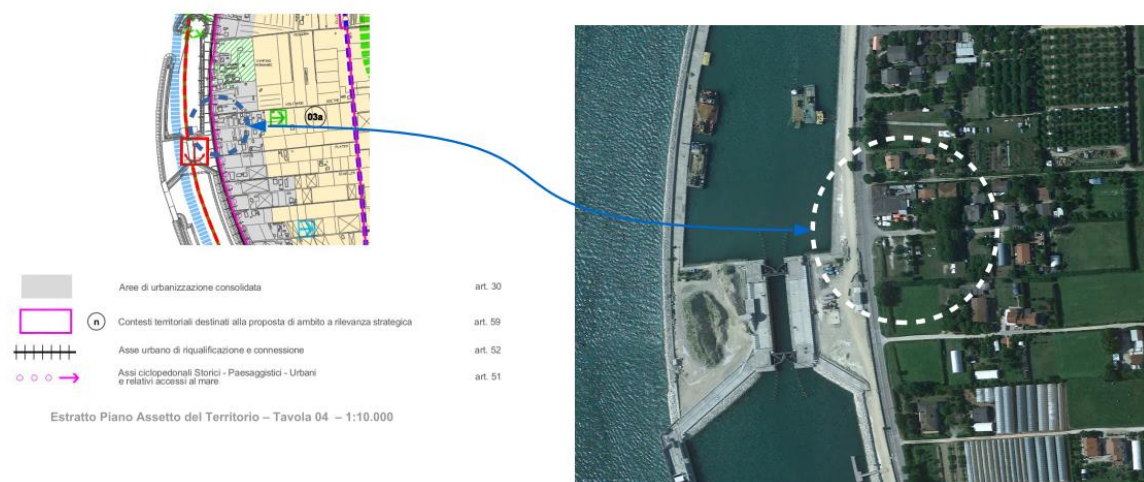 03a
Aree di urbanizzazione consolidata art. 30
n Contesti territoriali destinati alla proposta di ambito a rilevanza strategica art. 59
Asse urbano di riqualificazione e connessione art. 52
Assi ciclopedonali Storici - Paesaggistici - Urbani
e relativi accessi al mare art. 51
Estratto Piano Assetto del Territorio – Tavola 04 – 1:10.000